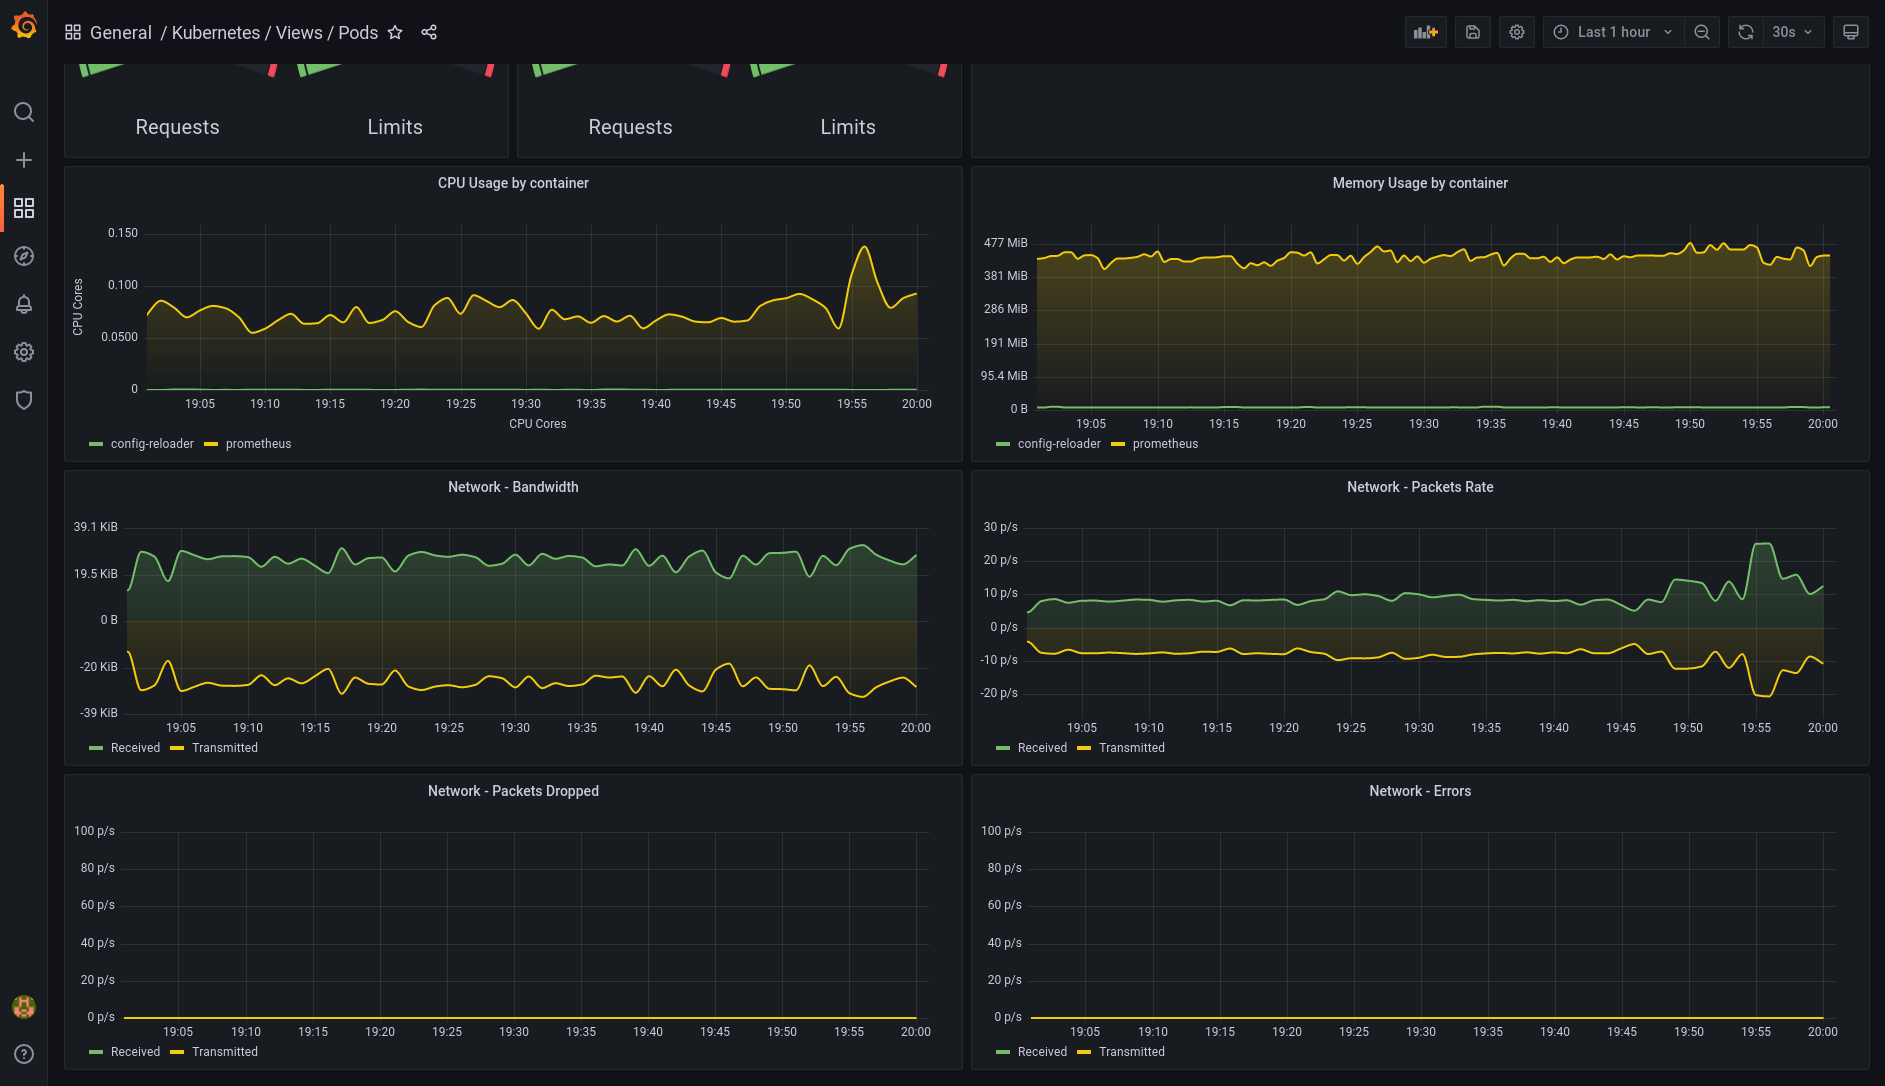 General / Kubernetes / Views / Pods
Last 1 hour
30s
Requests
Limits
Requests
Limits
CPU Usage by container
CPU Cores
0.150
0.100
0.0500
0
19:05 19:10 19:15 19:20 19:25 19:30 19:35 19:40 19:45 19:50 19:55 20:00
CPU Cores
config-reloader prometheus
Memory Usage by container
477 MiB
381 MiB
286 MiB
191 MiB
95.4 MiB
0 B
19:05 19:10 19:15 19:20 19:25 19:30 19:35 19:40 19:45 19:50 19:55 20:00
config-reloader prometheus
Network - Bandwidth
39.1 KiB
19.5 KiB
0 B
-20 KiB
-39 KiB
19:05 19:10 19:15 19:20 19:25 19:30 19:35 19:40 19:45 19:50 19:55 20:00
Received Transmitted
Network - Packets Rate
30 p/s
20 p/s
10 p/s
0 p/s
-10 p/s
-20 p/s
19:05 19:10 19:15 19:20 19:25 19:30 19:35 19:40 19:45 19:50 19:55 20:00
Received Transmitted
Network - Packets Dropped
100 p/s
80 p/s
60 p/s
40 p/s
20 p/s
0 p/s
19:05 19:10 19:15 19:20 19:25 19:30 19:35 19:40 19:45 19:50 19:55 20:00
Received Transmitted
Network - Errors
100 p/s
80 p/s
60 p/s
40 p/s
20 p/s
0 p/s
19:05 19:10 19:15 19:20 19:25 19:30 19:35 19:40 19:45 19:50 19:55 20:00
Received Transmitted